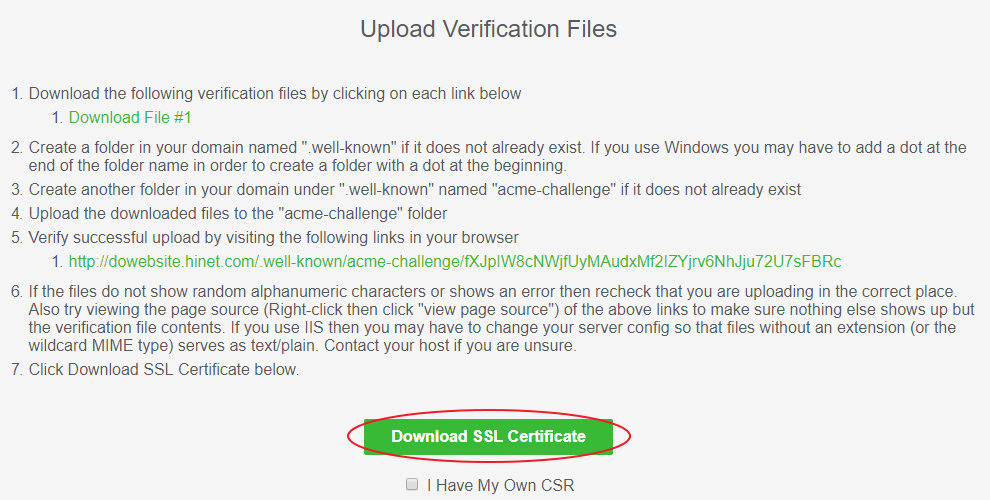 Upload Verification Files
1. Download the following verification files by clicking on each link below
1. Download File #1
2. Create a folder in your domain named ".well-known" if it does not already exist. If you use Windows you may have to add a dot at the
end of the folder name in order to create a folder with a dot at the beginning.
3. Create another folder in your domain under ".well-known" named "acme-challenge" if it does not already exist
4. Upload the downloaded files to the "acme-challenge" folder
5. Verify successful upload by visiting the following links in your browser
1. http://dowebsite.hinet.com/.well-known/acme-challenge/fXJpIW8cNWjfUyMAudxMf2IZYjrv6NhJju72U7sFBRc
6. If the files do not show random alphanumeric characters or shows an error then recheck that you are uploading in the correct place.
Also try viewing the page source (Right-click then click "view page source") of the above links to make sure nothing else shows up but
the verification file contents. If you use IIS then you may have to change your server config so that files without an extension (or the
wildcard MIME type) serves as text/plain. Contact your host if you are unsure.
7. Click Download SSL Certificate below.
Download SSL Certificate
I Have My Own CSR